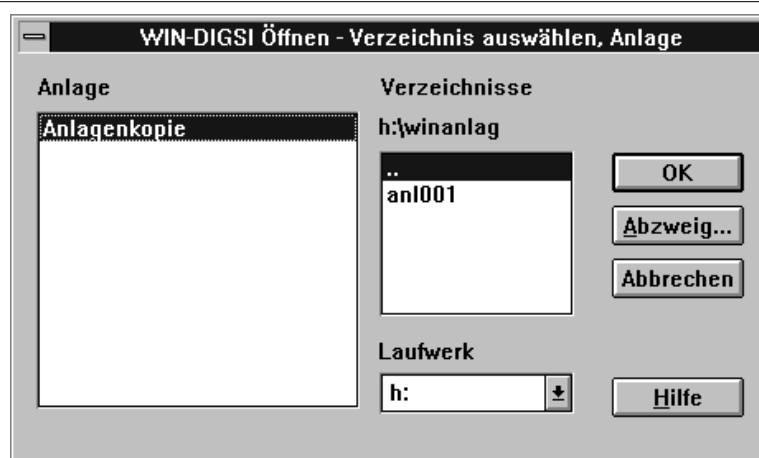 WIN-DIGSI Öffnen - Verzeichnis auswählen, Anlage
Anlage
Verzeichnisse
Anlagenkopie
h:\winanlag
..
anl001
OK
Abzweig...
Abbrechen
Laufwerk
h:
Hilfe